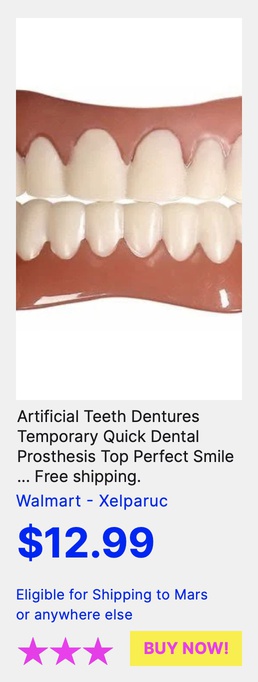 Artificial Teeth Dentures
Temporary Quick Dental
Prosthesis Top Perfect Smile
... Free shipping.
Walmart - Xelparuc
$12.99
Eligible for Shipping to Mars
or anywhere else
BUY NOW!